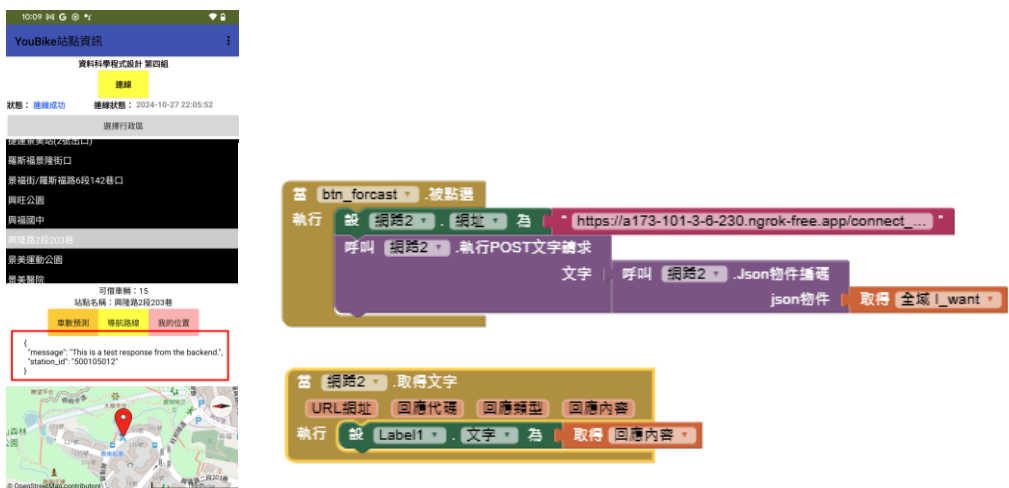 10:09
YouBike站點資訊
資料科學程式設計 第四組
連線
狀態： 連線成功 連線狀態： 2024-10-27 22:05:52
選擇行政區
捷運景美站(2號出口)
羅斯福景隆街口
景福街/羅斯福路6段142巷口
興旺公園
興福國中
興隆路2段203巷
景美運動公園
景美醫院
可借車輛：15
站點名稱：興隆路2段203巷
車數預測 導航路線 我的位置
{
"message": "This is a test response from the backend.",
"station_id": "500105012"
}
© OpenStreetMap contributors
當 btn_forcast .被點選
執行 設 網路2 . 網址 為 " https://a173-101-3-6-230.ngrok-free.app/connect_... "
呼叫 網路2 .執行POST文字請求
文字 呼叫 網路2 .Json物件編碼
json物件 取得 全域 I_want
當 網路2 .取得文字
URL網址 回應代碼 回應類型 回應內容
執行 設 Label1 . 文字 為 取得 回應內容